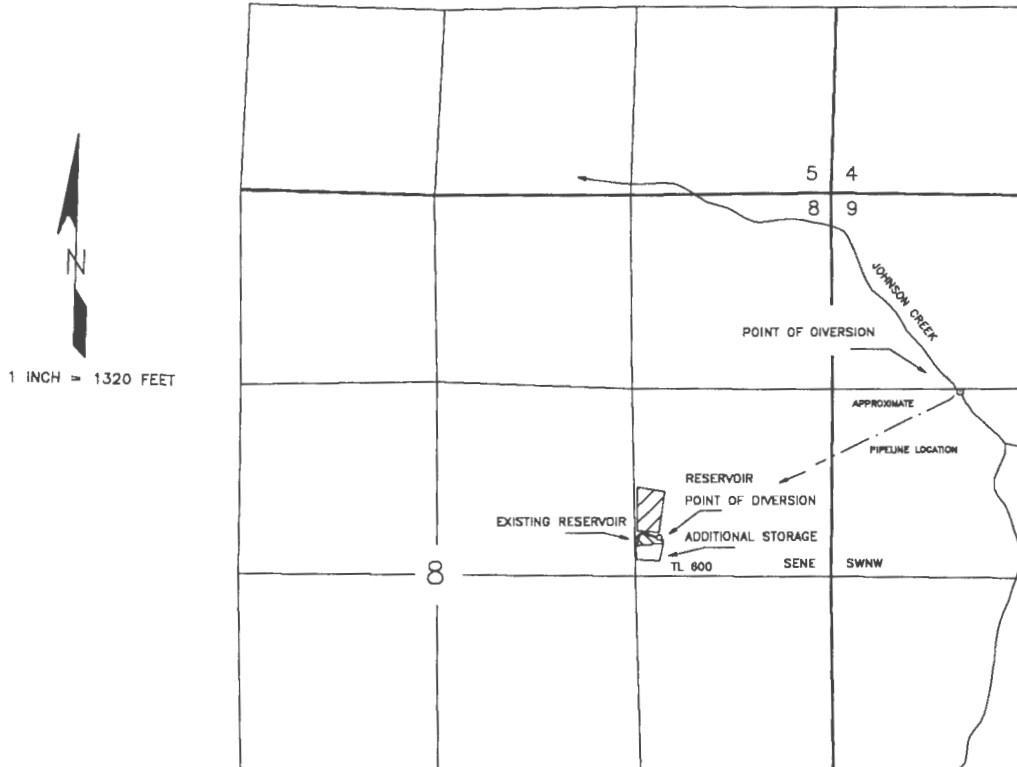 5 4
8 9
N
JOHNSON CREEK
POINT OF DIVERSION
1 INCH = 1320 FEET
APPROXIMATE
PIPELINE LOCATION
RESERVOIR
POINT OF DIVERSION
EXISTING RESERVOIR
ADDITIONAL STORAGE
TL 600
SENE
SWNW
8